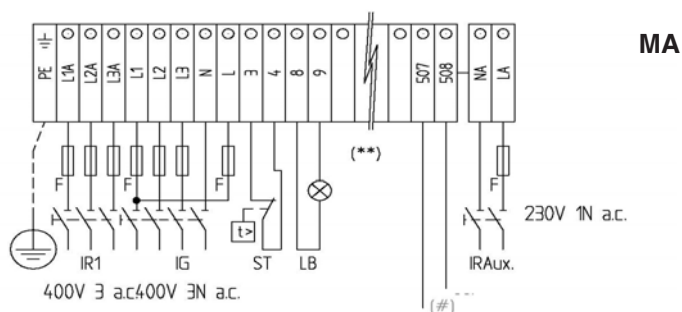 MA
PE L1A L2A L3A L1 L2 L3 N L 3 4 8 9 507 508 NA LA
(**)
F F F F
t>
230V 1N a.c.
IR1 IG ST LB IRAux.
400V 3 a.c400V 3N a.c.
(#)